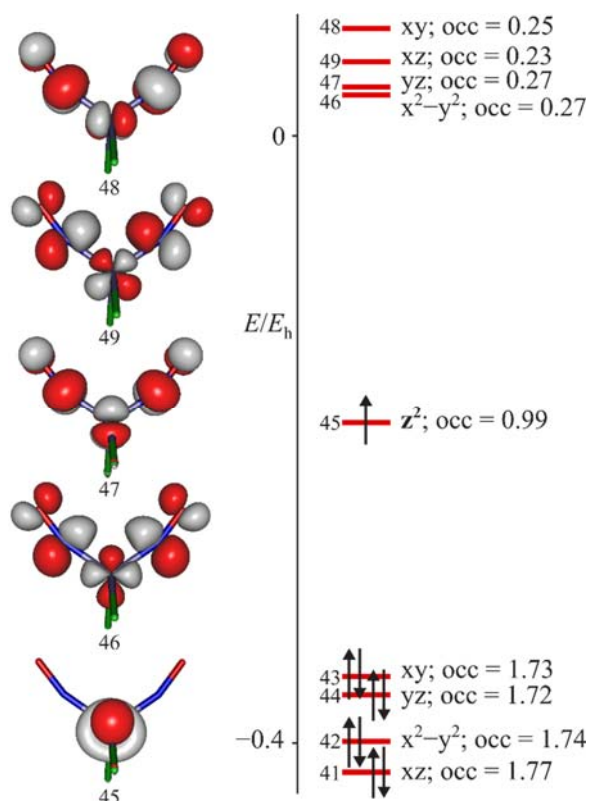 48 xy; occ = 0.25
49 xz; occ = 0.23
47 yz; occ = 0.27
46 x²−y²; occ = 0.27
0
48
49
E/Eh
45 z²; occ = 0.99
47
46
43 xy; occ = 1.73
44 yz; occ = 1.72
−0.4
42 x²−y²; occ = 1.74
41 xz; occ = 1.77
45